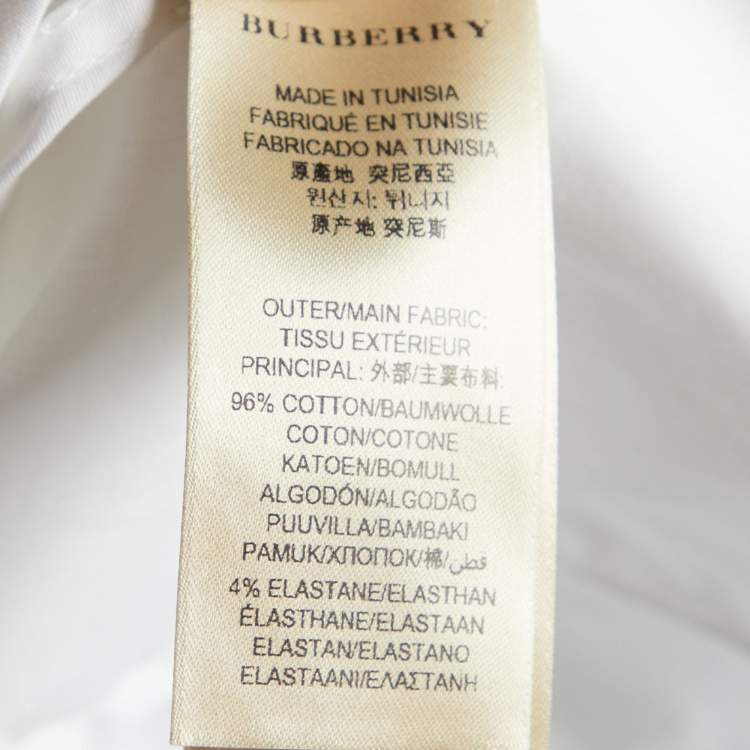 BURBERRY
MADE IN TUNISIA
FABRIQUÉ EN TUNISIE
FABRICADO NA TUNISIA
原產地 突尼西亞
원산지: 튀니지
原产地 突尼斯
OUTER/MAIN FABRIC:
TISSU EXTÉRIEUR
PRINCIPAL: 外部/主要布料:
96% COTTON/BAUMWOLLE
COTON/COTONE
KATOEN/BOMULL
ALGODÓN/ALGODÃO
PUUVILLA/BAMBAKI
PAMUK/ХЛОПОК/棉/قطن
4% ELASTANE/ELASTHAN
ÉLASTHANE/ELASTAAN
ELASTAN/ELASTANO
ELASTAANI/ΕΛΑΣΤΑΝΗ